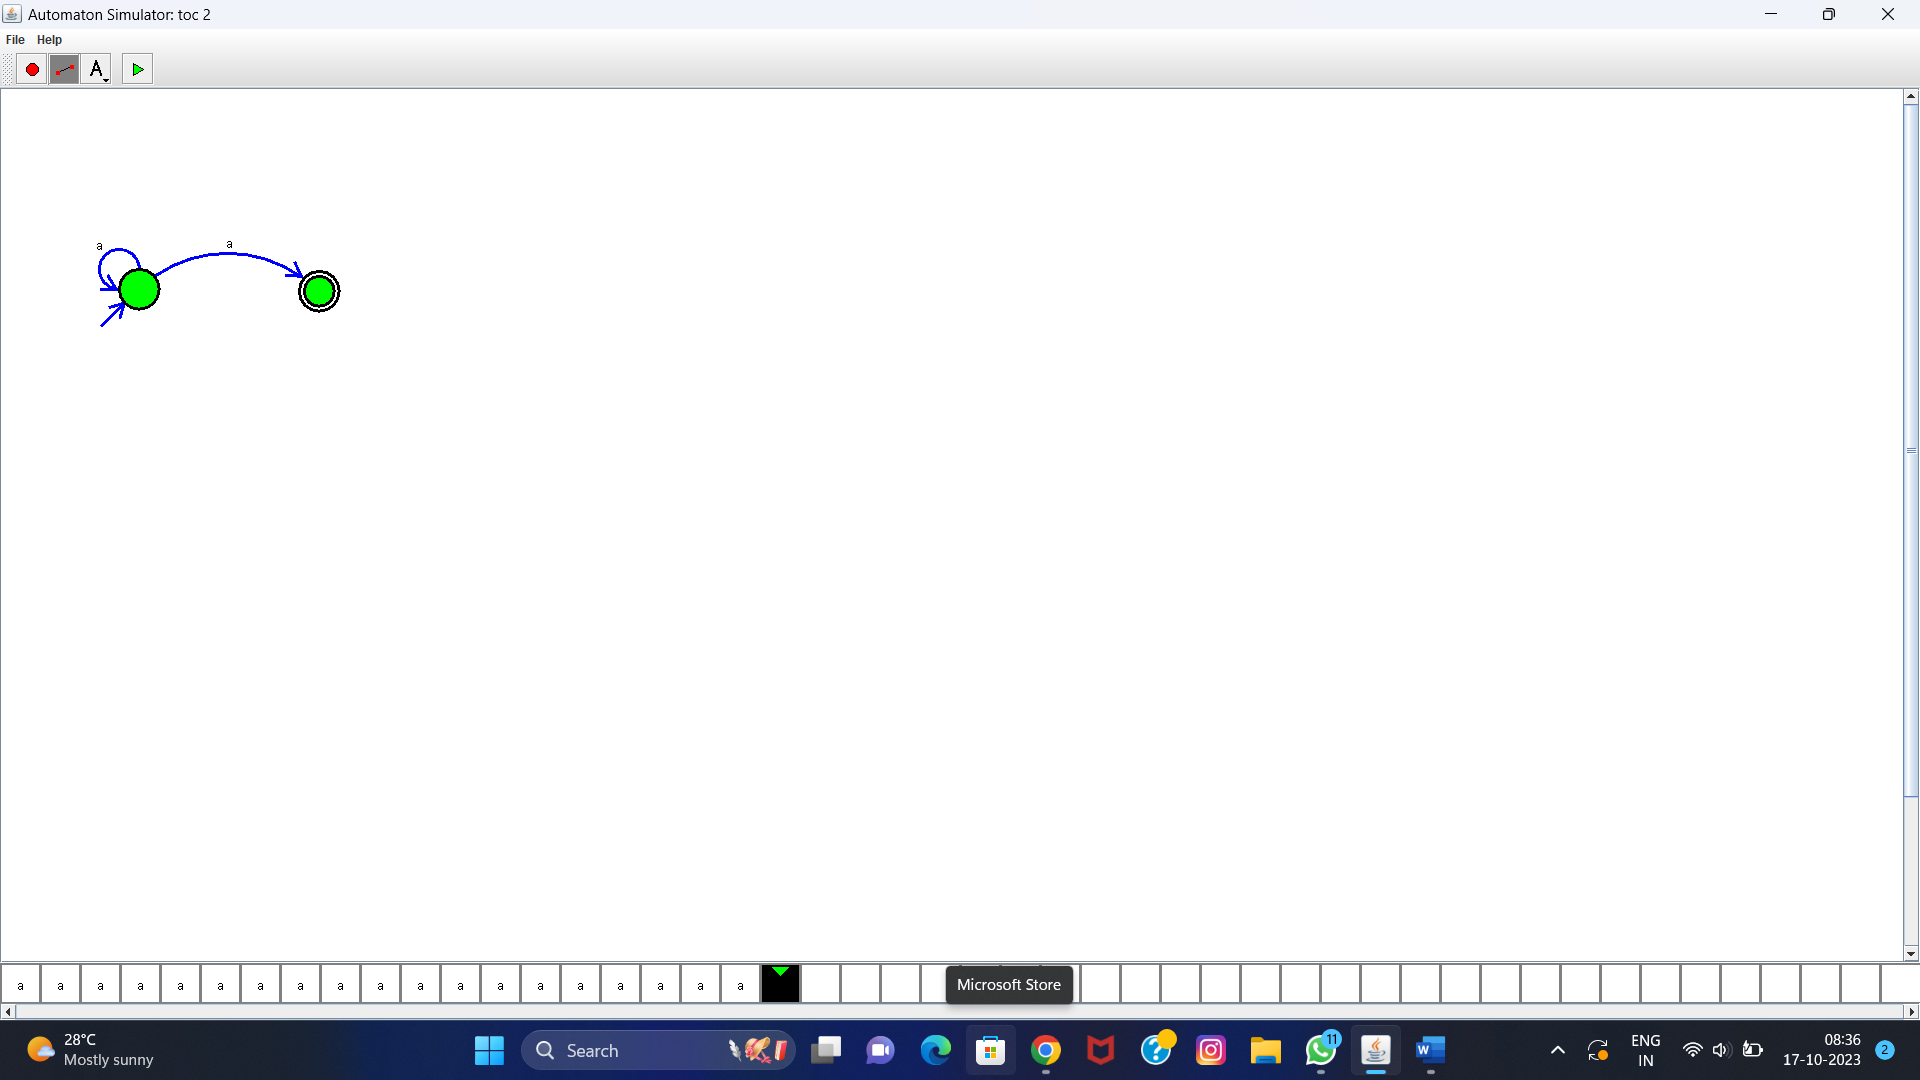 Automaton Simulator: toc 2
File Help
A
a
a
a a a a a a a a a a a a a a a a a a a
Microsoft Store
28°C
Mostly sunny
Search
11
W
ENG
IN
08:36
17-10-2023
2